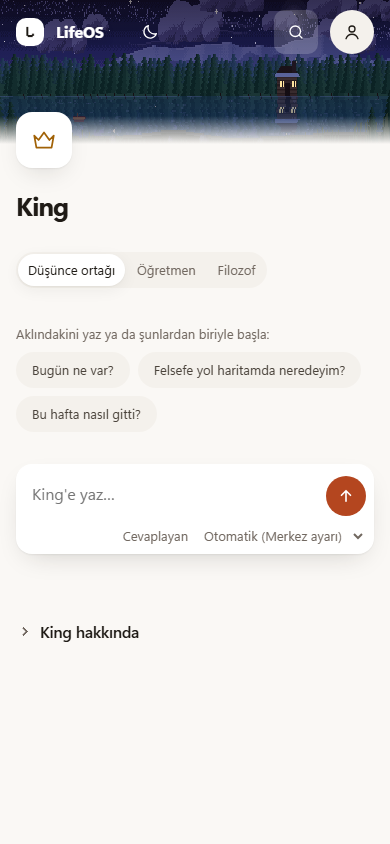 LifeOS
King
Düşünce ortağı Öğretmen Filozof
Aklındakini yaz ya da şunlardan biriyle başla:
Bugün ne var? Felsefe yol haritamda neredeyim?
Bu hafta nasıl gitti?
King'e yaz...
Cevaplayan Otomatik (Merkez ayarı)
King hakkında